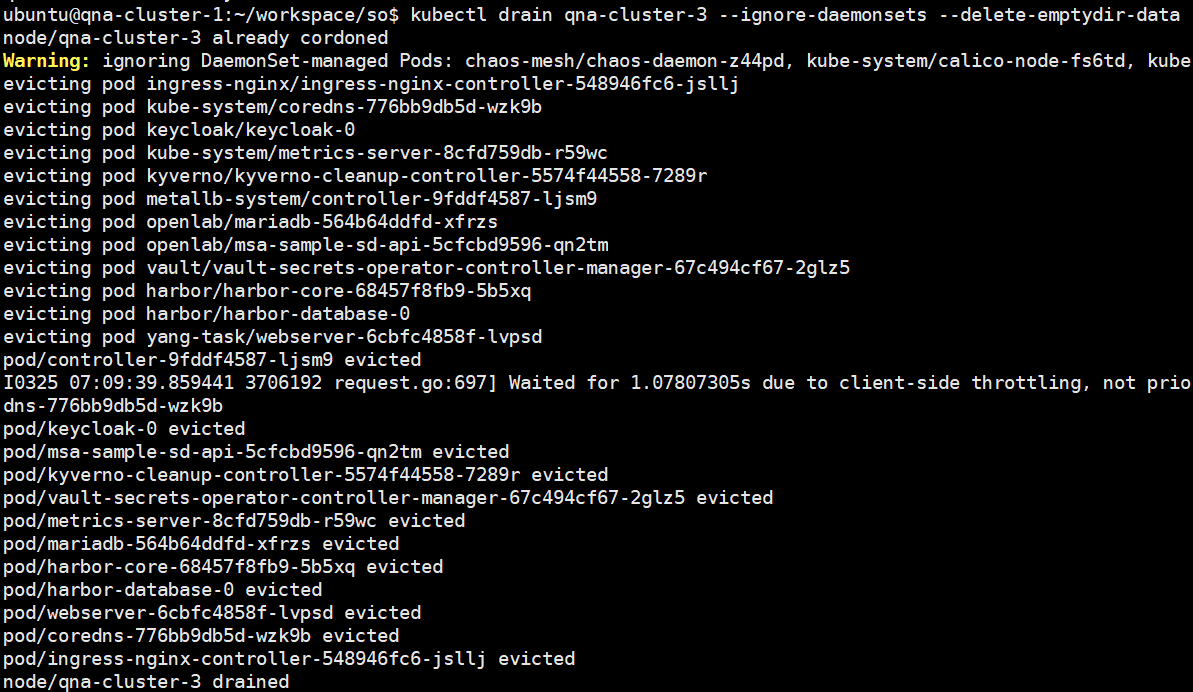 ubuntu@qna-cluster-1:~/workspace/so$ kubectl drain qna-cluster-3 --ignore-daemonsets --delete-emptydir-data
node/qna-cluster-3 already cordoned
Warning: ignoring DaemonSet-managed Pods: chaos-mesh/chaos-daemon-z44pd, kube-system/calico-node-fs6td, kube
evicting pod ingress-nginx/ingress-nginx-controller-548946fc6-jsllj
evicting pod kube-system/coredns-776bb9db5d-wzk9b
evicting pod keycloak/keycloak-0
evicting pod kube-system/metrics-server-8cfd759db-r59wc
evicting pod kyverno/kyverno-cleanup-controller-5574f44558-7289r
evicting pod metallb-system/controller-9fddf4587-ljsm9
evicting pod openlab/mariadb-564b64ddfd-xfrzs
evicting pod openlab/msa-sample-sd-api-5cfcbd9596-qn2tm
evicting pod vault/vault-secrets-operator-controller-manager-67c494cf67-2glz5
evicting pod harbor/harbor-core-68457f8fb9-5b5xq
evicting pod harbor/harbor-database-0
evicting pod yang-task/webserver-6cbfc4858f-lvpsd
pod/controller-9fddf4587-ljsm9 evicted
I0325 07:09:39.859441 3706192 request.go:697] Waited for 1.07807305s due to client-side throttling, not prio
dns-776bb9db5d-wzk9b
pod/keycloak-0 evicted
pod/msa-sample-sd-api-5cfcbd9596-qn2tm evicted
pod/kyverno-cleanup-controller-5574f44558-7289r evicted
pod/vault-secrets-operator-controller-manager-67c494cf67-2glz5 evicted
pod/metrics-server-8cfd759db-r59wc evicted
pod/mariadb-564b64ddfd-xfrzs evicted
pod/harbor-core-68457f8fb9-5b5xq evicted
pod/harbor-database-0 evicted
pod/webserver-6cbfc4858f-lvpsd evicted
pod/coredns-776bb9db5d-wzk9b evicted
pod/ingress-nginx-controller-548946fc6-jsllj evicted
node/qna-cluster-3 drained